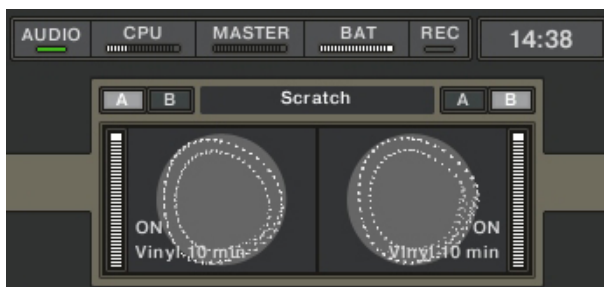 AUDIO CPU MASTER BAT REC 14:38
A B Scratch A B
ON ON
Vinyl 10 min Vinyl 10 min